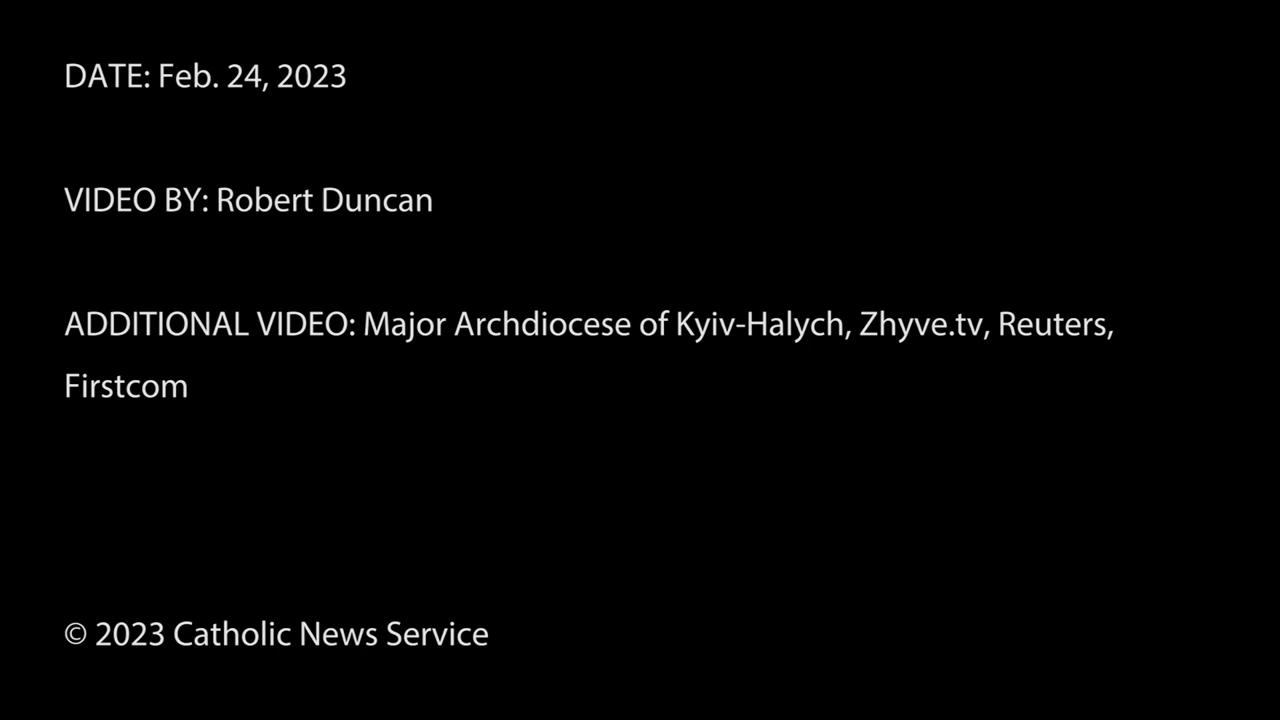 DATE: Feb. 24, 2023
VIDEO BY: Robert Duncan
ADDITIONAL VIDEO: Major Archdiocese of Kyiv-Halych, Zhyve.tv, Reuters,
Firstcom
© 2023 Catholic News Service